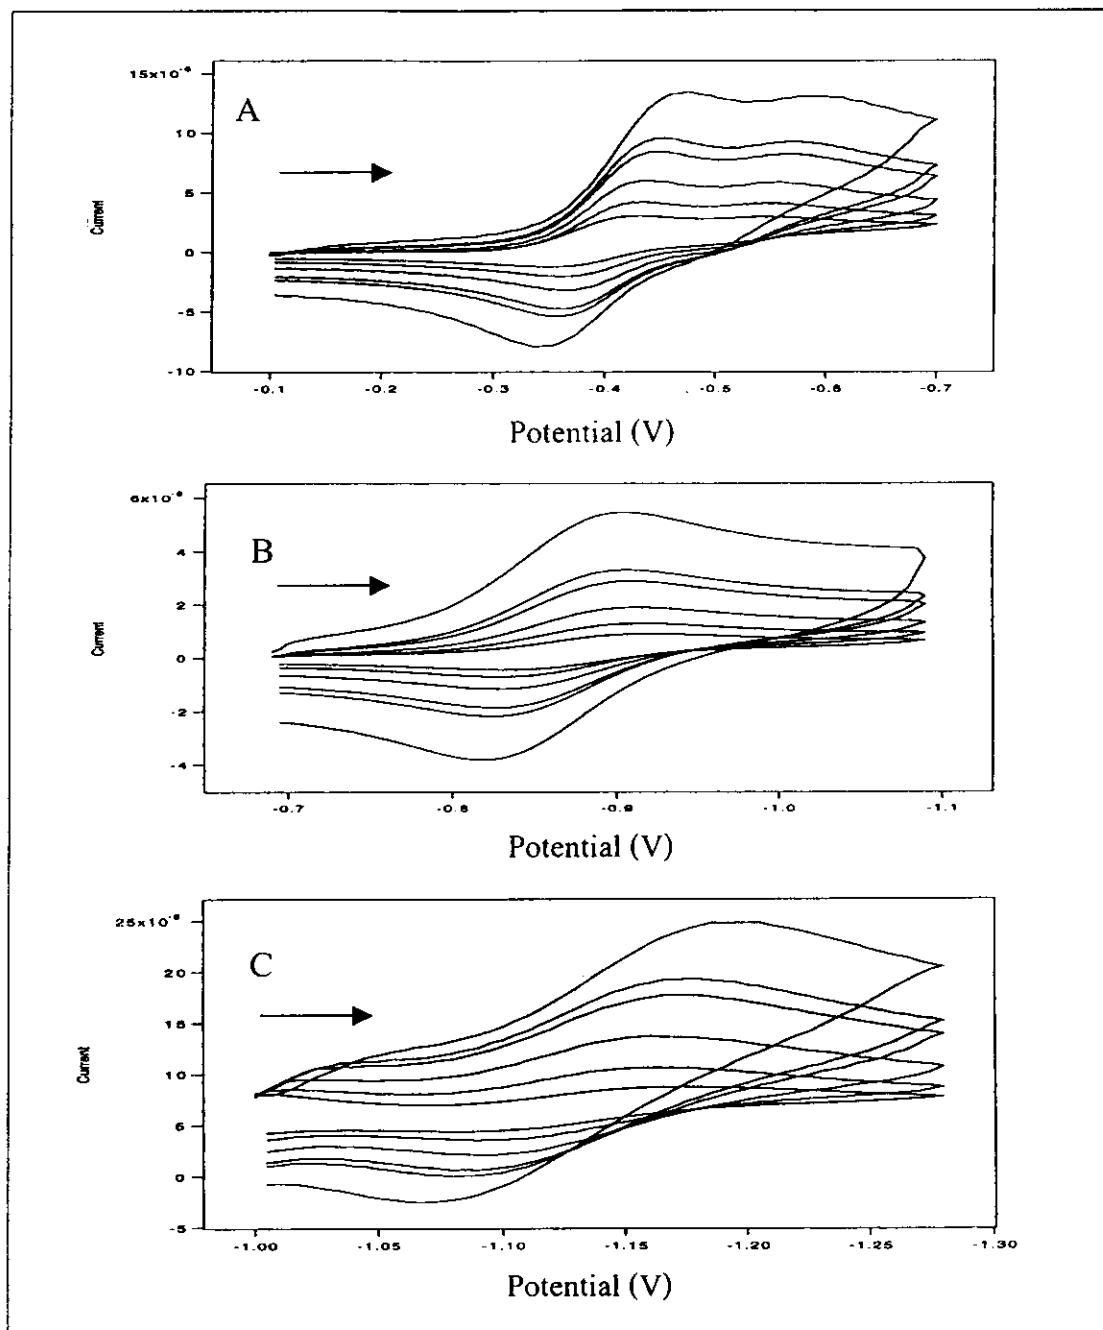 A
15x10⁻⁶
10
5
0
-5
-10
Current
-0.1 -0.2 -0.3 -0.4 -0.5 -0.6 -0.7
Potential (V)
B
6x10⁻⁶
4
2
0
-2
-4
Current
-0.7 -0.8 -0.9 -1.0 -1.1
Potential (V)
C
25x10⁻⁶
20
15
10
5
0
-5
Current
-1.00 -1.05 -1.10 -1.15 -1.20 -1.25 -1.30
Potential (V)